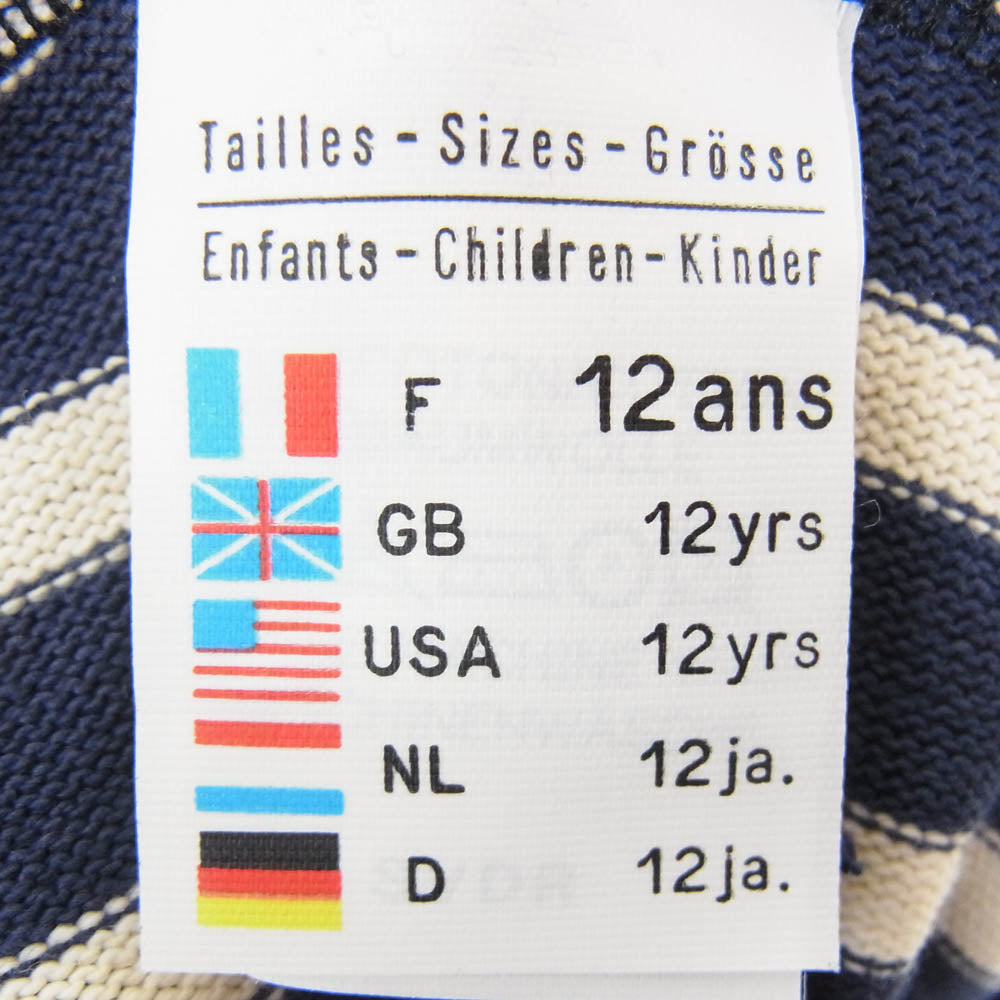 Tailles - Sizes - Grösse
Enfants - Children - Kinder
F 12 ans
GB 12 yrs
USA 12 yrs
NL 12 ja.
D 12 ja.